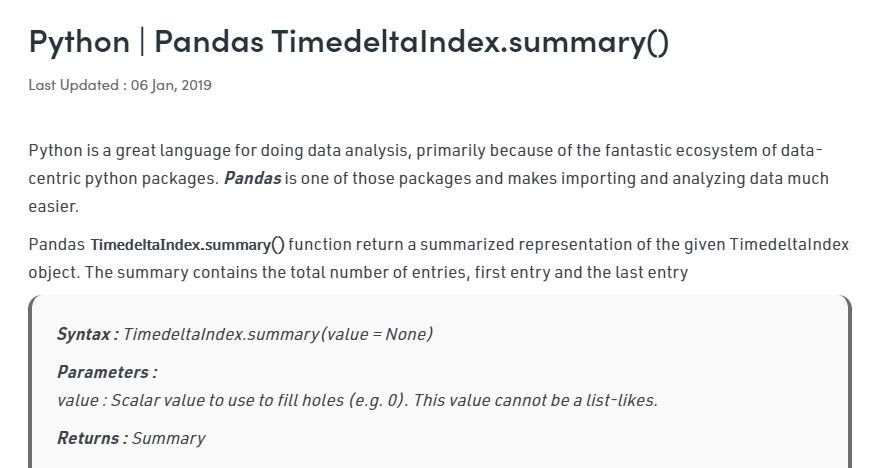 Python | Pandas TimedeltaIndex.summary()
Last Updated : 06 Jan, 2019
Python is a great language for doing data analysis, primarily because of the fantastic ecosystem of data-
centric python packages. Pandas is one of those packages and makes importing and analyzing data much
easier.
Pandas TimedeltaIndex.summary() function return a summarized representation of the given TimedeltaIndex
object. The summary contains the total number of entries, first entry and the last entry
Syntax : TimedeltaIndex.summary(value = None)
Parameters :
value : Scalar value to use to fill holes (e.g. 0). This value cannot be a list-likes.
Returns : Summary